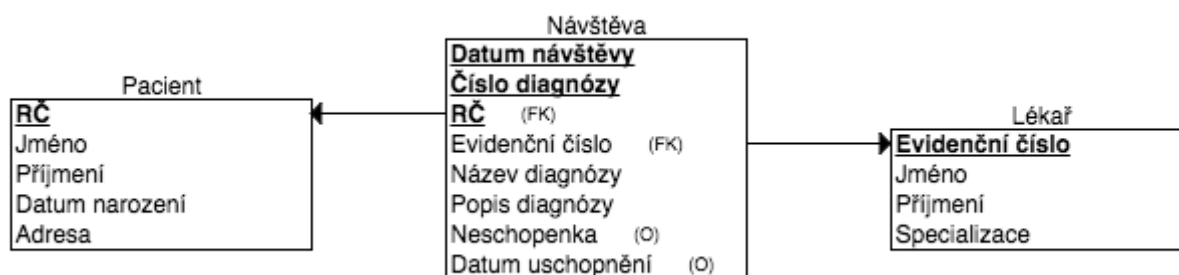 Pacient
RČ
Jméno
Příjmení
Datum narození
Adresa
Návštěva
Datum návštěvy
Číslo diagnózy
RČ (FK)
Evidenční číslo (FK)
Název diagnózy
Popis diagnózy
Neschopenka (O)
Datum uschopnění (O)
Lékař
Evidenční číslo
Jméno
Příjmení
Specializace